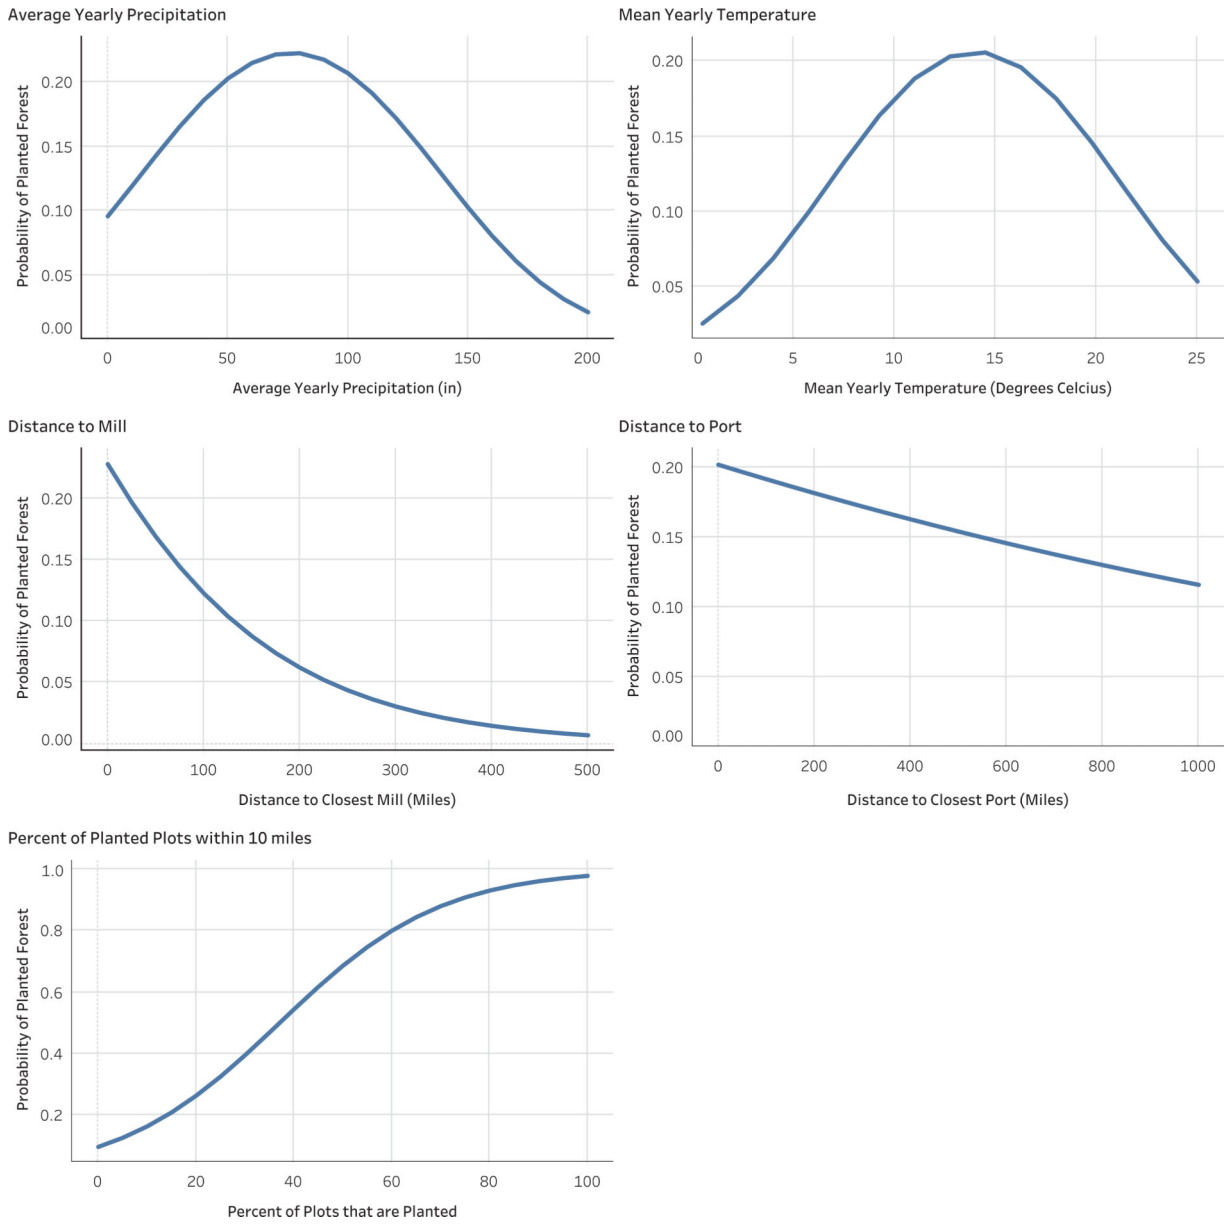 Average Yearly Precipitation
Probability of Planted Forest
0.20
0.15
0.10
0.05
0.00
0 50 100 150 200
Average Yearly Precipitation (in)
Mean Yearly Temperature
Probability of Planted Forest
0.20
0.15
0.10
0.05
0 5 10 15 20 25
Mean Yearly Temperature (Degrees Celcius)
Distance to Mill
Probability of Planted Forest
0.20
0.15
0.10
0.05
0.00
0 100 200 300 400 500
Distance to Closest Mill (Miles)
Distance to Port
Probability of Planted Forest
0.20
0.15
0.10
0.05
0.00
0 200 400 600 800 1000
Distance to Closest Port (Miles)
Percent of Planted Plots within 10 miles
Probability of Planted Forest
1.0
0.8
0.6
0.4
0.2
0 20 40 60 80 100
Percent of Plots that are Planted